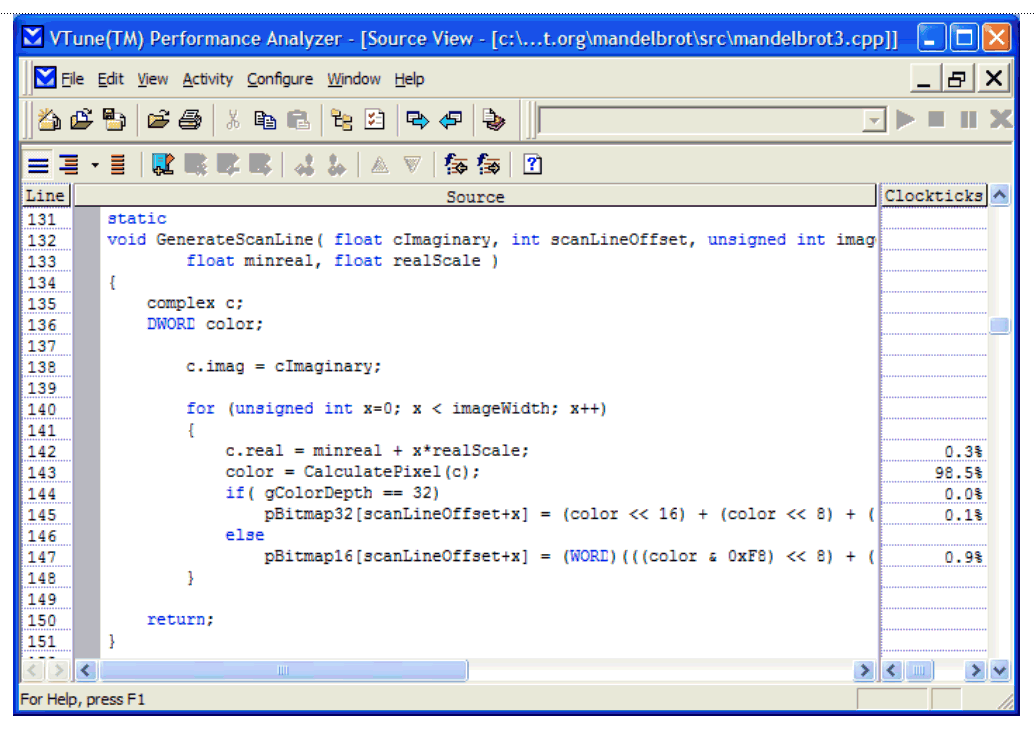 VTune(TM) Performance Analyzer - [Source View - [c:\...t.org\mandelbrot\src\mandelbrot3.cpp]]
File Edit View Activity Configure Window Help
Line Source Clockticks
131 static
132 void GenerateScanLine( float cImaginary, int scanLineOffset, unsigned int imag
133 float minreal, float realScale )
134 {
135 complex c;
136 DWORD color;
137
138 c.imag = cImaginary;
139
140 for (unsigned int x=0; x < imageWidth; x++)
141 {
142 c.real = minreal + x*realScale; 0.3%
143 color = CalculatePixel(c); 98.5%
144 if( gColorDepth == 32) 0.0%
145 pBitmap32[scanLineOffset+x] = (color << 16) + (color << 8) + ( 0.1%
146 else
147 pBitmap16[scanLineOffset+x] = (WORD)(((color & 0xF8) << 8) + ( 0.9%
148 }
149
150 return;
151 }
For Help, press F1